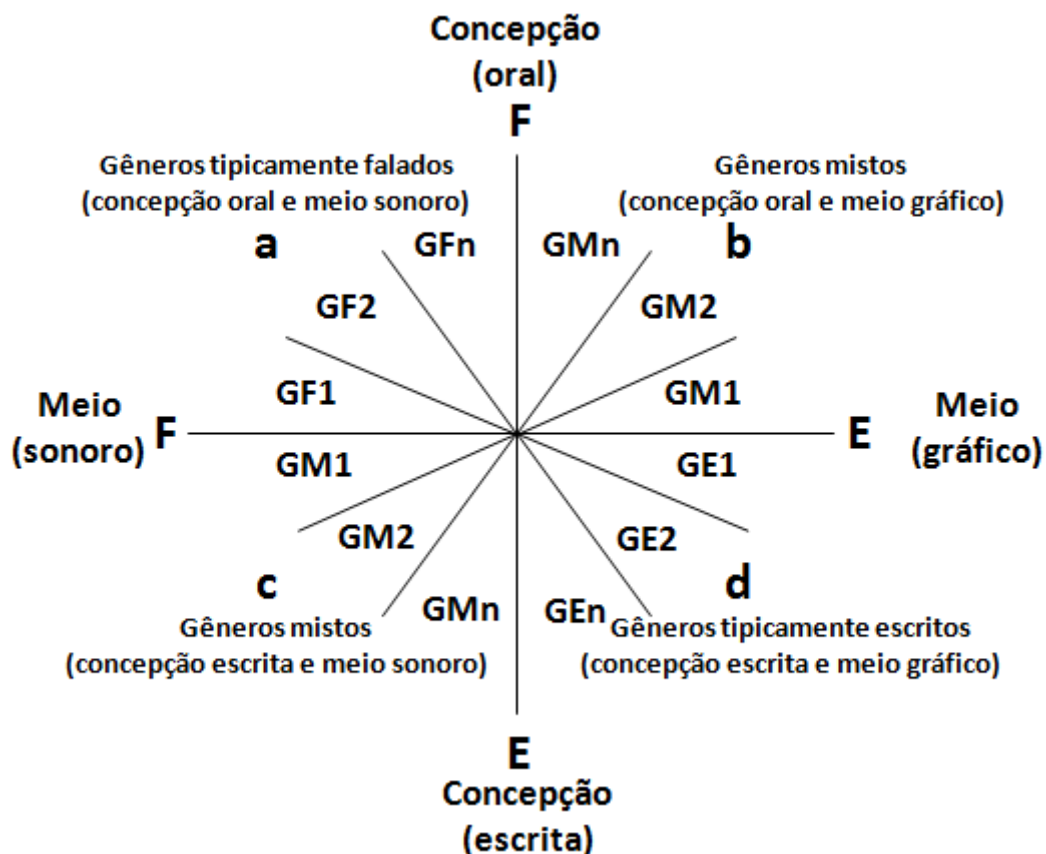 Concepção
(oral)
F
Gêneros tipicamente falados
(concepção oral e meio sonoro)
a
Gêneros mistos
(concepção oral e meio gráfico)
b
GFn
GMn
GF2
GM2
GF1
GM1
Meio
(sonoro)
F
E
Meio
(gráfico)
GM1
GE1
GM2
GE2
GMn
GEn
c
Gêneros mistos
(concepção escrita e meio sonoro)
d
Gêneros tipicamente escritos
(concepção escrita e meio gráfico)
E
Concepção
(escrita)